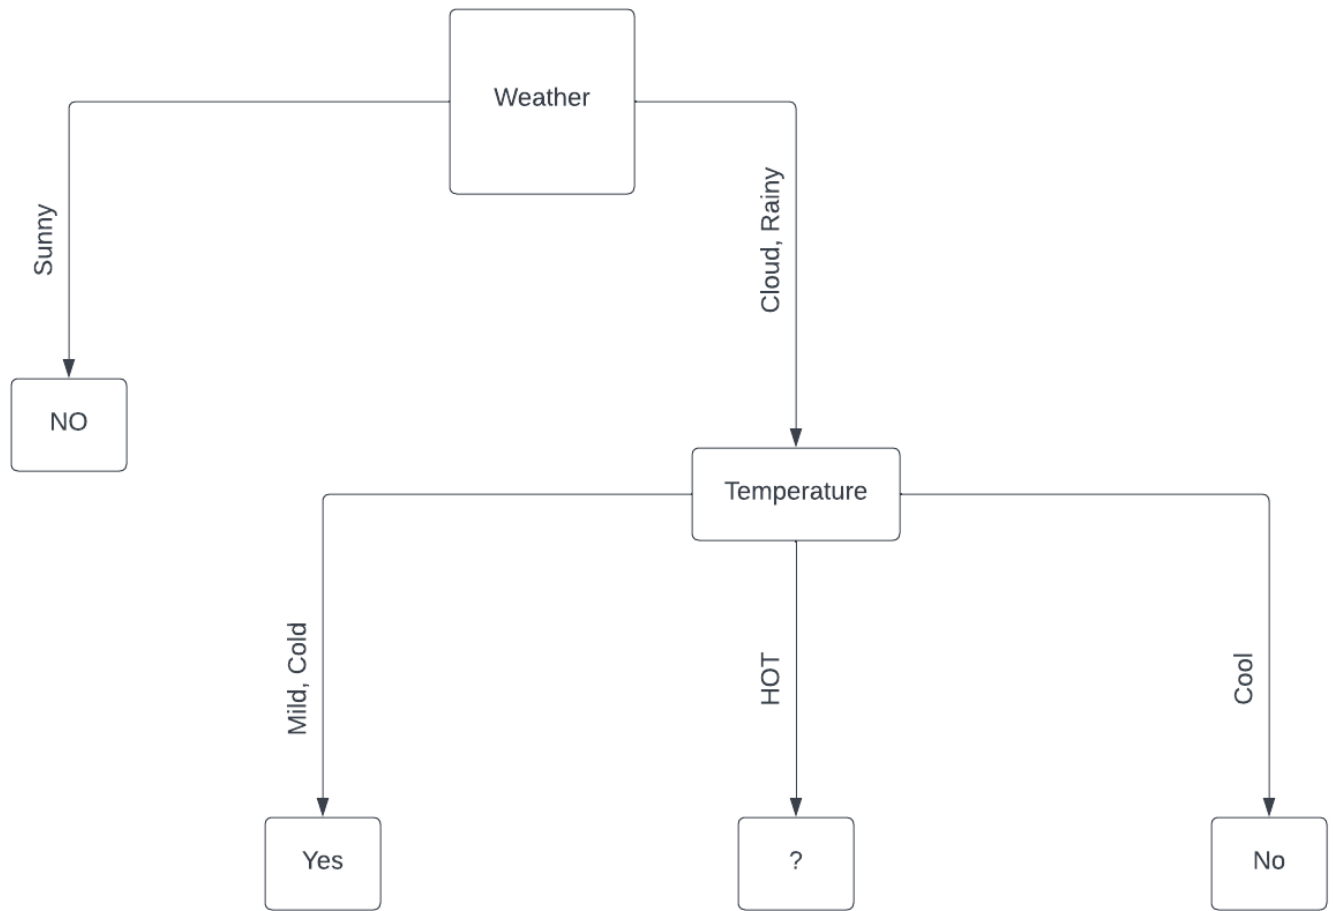 Weather
Sunny
Cloud, Rainy
NO
Temperature
Mild, Cold
HOT
Cool
Yes
?
No